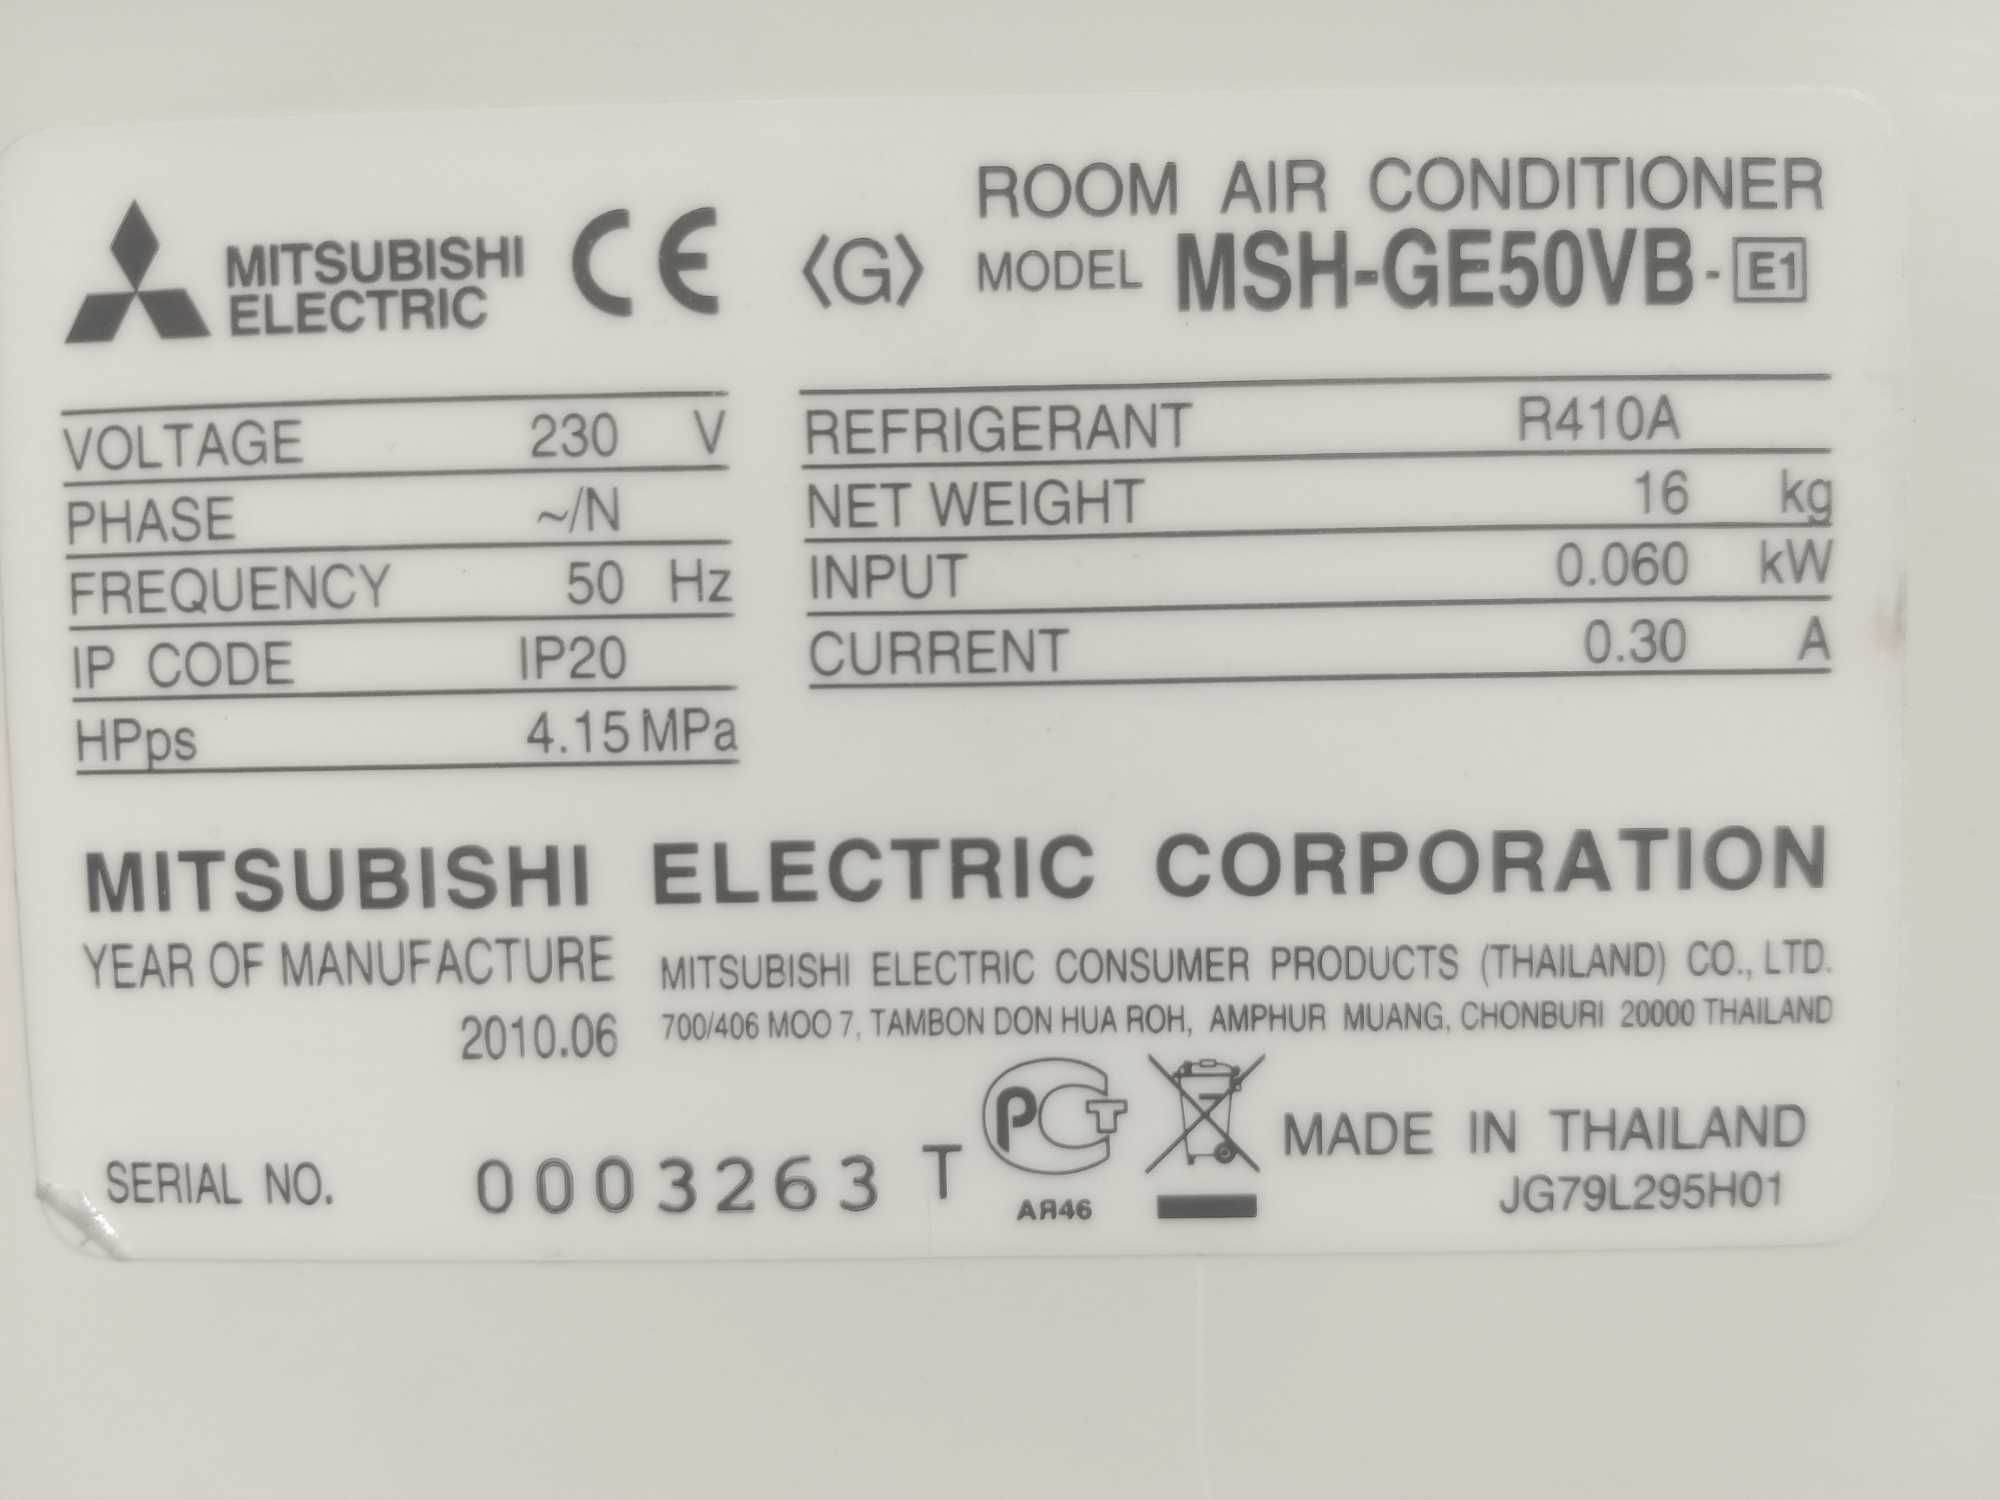 MITSUBISHI
ELECTRIC
CE
〈G〉
ROOM AIR CONDITIONER
MODEL MSH-GE50VB - E1
VOLTAGE 230 V
PHASE ~/N
FREQUENCY 50 Hz
IP CODE IP20
HPps 4.15 MPa
REFRIGERANT R410A
NET WEIGHT 16 kg
INPUT 0.060 kW
CURRENT 0.30 A
MITSUBISHI ELECTRIC CORPORATION
YEAR OF MANUFACTURE
2010.06
MITSUBISHI ELECTRIC CONSUMER PRODUCTS (THAILAND) CO., LTD.
700/406 MOO 7, TAMBON DON HUA ROH, AMPHUR MUANG, CHONBURI 20000 THAILAND
SERIAL NO. 0003263 T
РСТ
АЯ46
MADE IN THAILAND
JG79L295H01